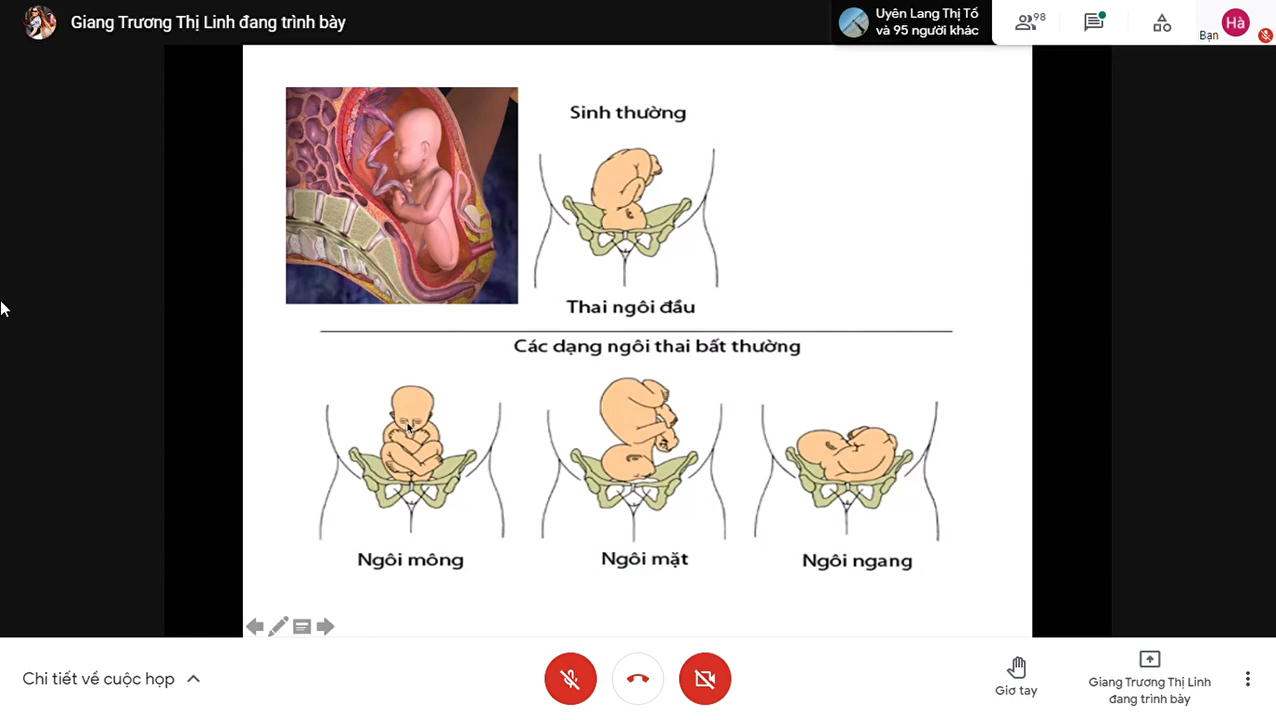 Giang Trương Thị Linh đang trình bày
Uyên Lang Thị Tố
và 95 người khác
98
Hà
Bạn
Sinh thường
Thai ngôi đầu
Các dạng ngôi thai bất thường
Ngôi mông
Ngôi mặt
Ngôi ngang
Chi tiết về cuộc họp
Giơ tay
Giang Trương Thị Linh
đang trình bày